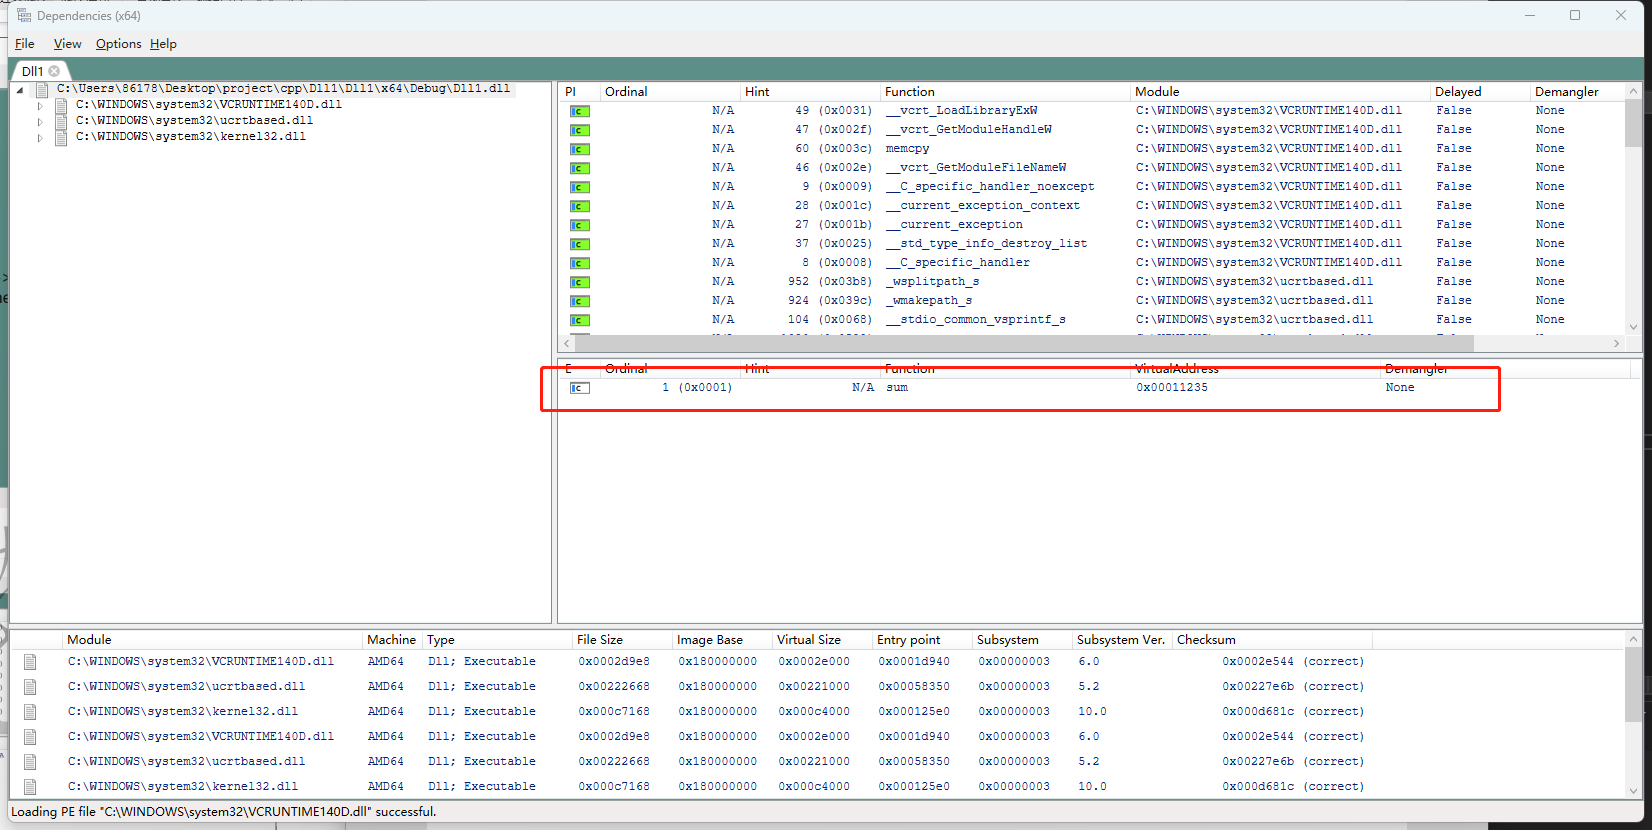 Dependencies (x64)
File View Options Help
Dll1
C:\Users\86178\Desktop\project\cpp\Dll1\Dll1\x64\Debug\Dll1.dll
C:\WINDOWS\system32\VCRUNTIME140D.dll
C:\WINDOWS\system32\ucrtbased.dll
C:\WINDOWS\system32\kernel32.dll
PI Ordinal Hint Function Module Delayed Demangler
N/A 49 (0x0031) __vcrt_LoadLibraryExW C:\WINDOWS\system32\VCRUNTIME140D.dll False None
N/A 47 (0x002f) __vcrt_GetModuleHandleW C:\WINDOWS\system32\VCRUNTIME140D.dll False None
N/A 60 (0x003c) memcpy C:\WINDOWS\system32\VCRUNTIME140D.dll False None
N/A 46 (0x002e) __vcrt_GetModuleFileNameW C:\WINDOWS\system32\VCRUNTIME140D.dll False None
N/A 9 (0x0009) __C_specific_handler_noexcept C:\WINDOWS\system32\VCRUNTIME140D.dll False None
N/A 28 (0x001c) __current_exception_context C:\WINDOWS\system32\VCRUNTIME140D.dll False None
N/A 27 (0x001b) __current_exception C:\WINDOWS\system32\VCRUNTIME140D.dll False None
N/A 37 (0x0025) __std_type_info_destroy_list C:\WINDOWS\system32\VCRUNTIME140D.dll False None
N/A 8 (0x0008) __C_specific_handler C:\WINDOWS\system32\VCRUNTIME140D.dll False None
N/A 952 (0x03b8) _wsplitpath_s C:\WINDOWS\system32\ucrtbased.dll False None
N/A 924 (0x039c) _wmakepath_s C:\WINDOWS\system32\ucrtbased.dll False None
N/A 104 (0x0068) __stdio_common_vsprintf_s C:\WINDOWS\system32\ucrtbased.dll False None
E Ordinal Hint Function VirtualAddress Demangler
1 (0x0001) N/A sum 0x00011235 None
Module Machine Type File Size Image Base Virtual Size Entry point Subsystem Subsystem Ver. Checksum
C:\WINDOWS\system32\VCRUNTIME140D.dll AMD64 Dll; Executable 0x0002d9e8 0x180000000 0x0002e000 0x0001d940 0x00000003 6.0 0x0002e544 (correct)
C:\WINDOWS\system32\ucrtbased.dll AMD64 Dll; Executable 0x00222668 0x180000000 0x00221000 0x00058350 0x00000003 5.2 0x00227e6b (correct)
C:\WINDOWS\system32\kernel32.dll AMD64 Dll; Executable 0x000c7168 0x180000000 0x000c4000 0x000125e0 0x00000003 10.0 0x000d681c (correct)
C:\WINDOWS\system32\VCRUNTIME140D.dll AMD64 Dll; Executable 0x0002d9e8 0x180000000 0x0002e000 0x0001d940 0x00000003 6.0 0x0002e544 (correct)
C:\WINDOWS\system32\ucrtbased.dll AMD64 Dll; Executable 0x00222668 0x180000000 0x00221000 0x00058350 0x00000003 5.2 0x00227e6b (correct)
C:\WINDOWS\system32\kernel32.dll AMD64 Dll; Executable 0x000c7168 0x180000000 0x000c4000 0x000125e0 0x00000003 10.0 0x000d681c (correct)
Loading PE file "C:\WINDOWS\system32\VCRUNTIME140D.dll" successful.